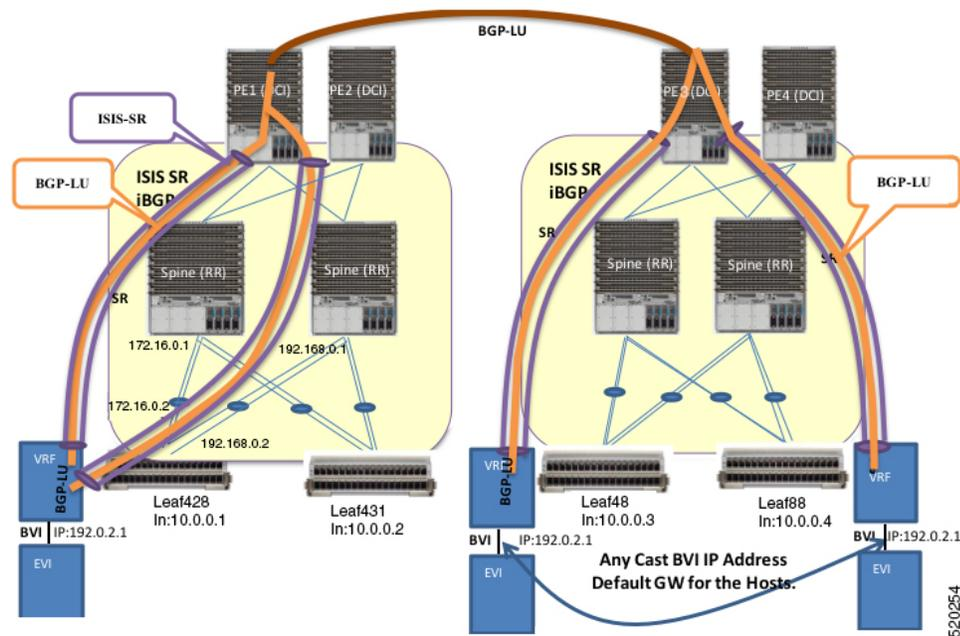 BGP-LU
PE1 (DCI)
PE2 (DCI)
PE3 (DCI)
PE4 (DCI)
ISIS-SR
BGP-LU
ISIS SR
iBGP
SR
Spine (RR)
Spine (RR)
172.16.0.1
192.168.0.1
172.16.0.2
192.168.0.2
VRF
BGP-LU
Leaf428
In:10.0.0.1
Leaf431
In:10.0.0.2
BVI
IP:192.0.2.1
EVI
ISIS SR
iBGP
BGP-LU
SR
SR
Spine (RR)
Spine (RR)
VRF
BGP-LU
Leaf48
In:10.0.0.3
Leaf88
In:10.0.0.4
VRF
BVI
IP:192.0.2.1
BVI
IP:192.0.2.1
Any Cast BVI IP Address
Default GW for the Hosts.
EVI
EVI
520254